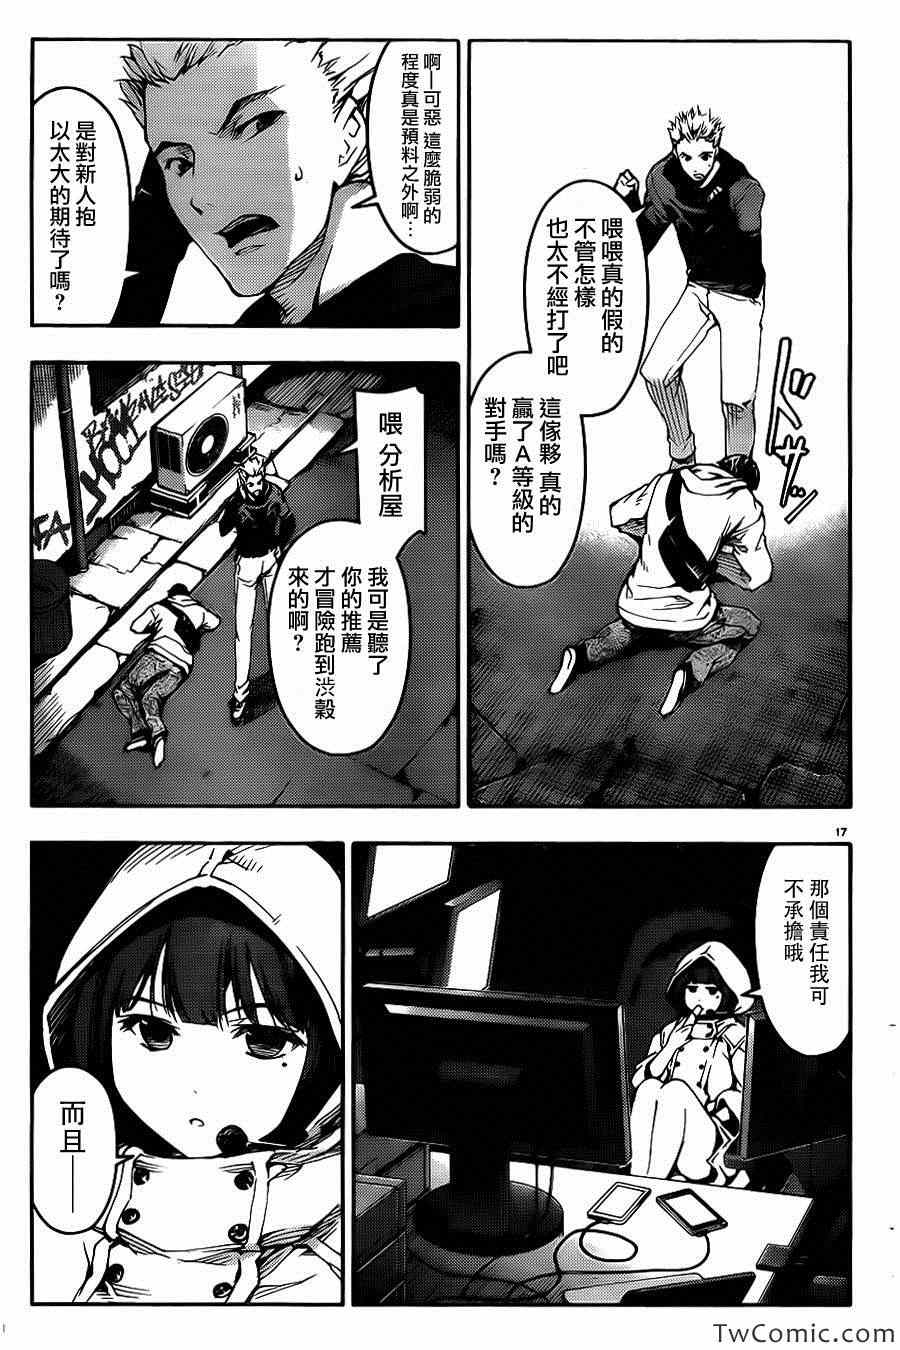 喂喂真的假的
不管怎樣
也太不經打了吧
這傢夥 真的
贏了A等級的
對手嗎？
ドサッ
啊—可惡 這麼脆弱的
程度真是預料之外啊…
是對新人抱
以太大的期待了嗎？
喂 分析屋
我可是聽了
你的推薦
才冒險跑到渋穀
來的啊？
FA
17
那個責任我可
不承擔哦
而且——
TwComic.com